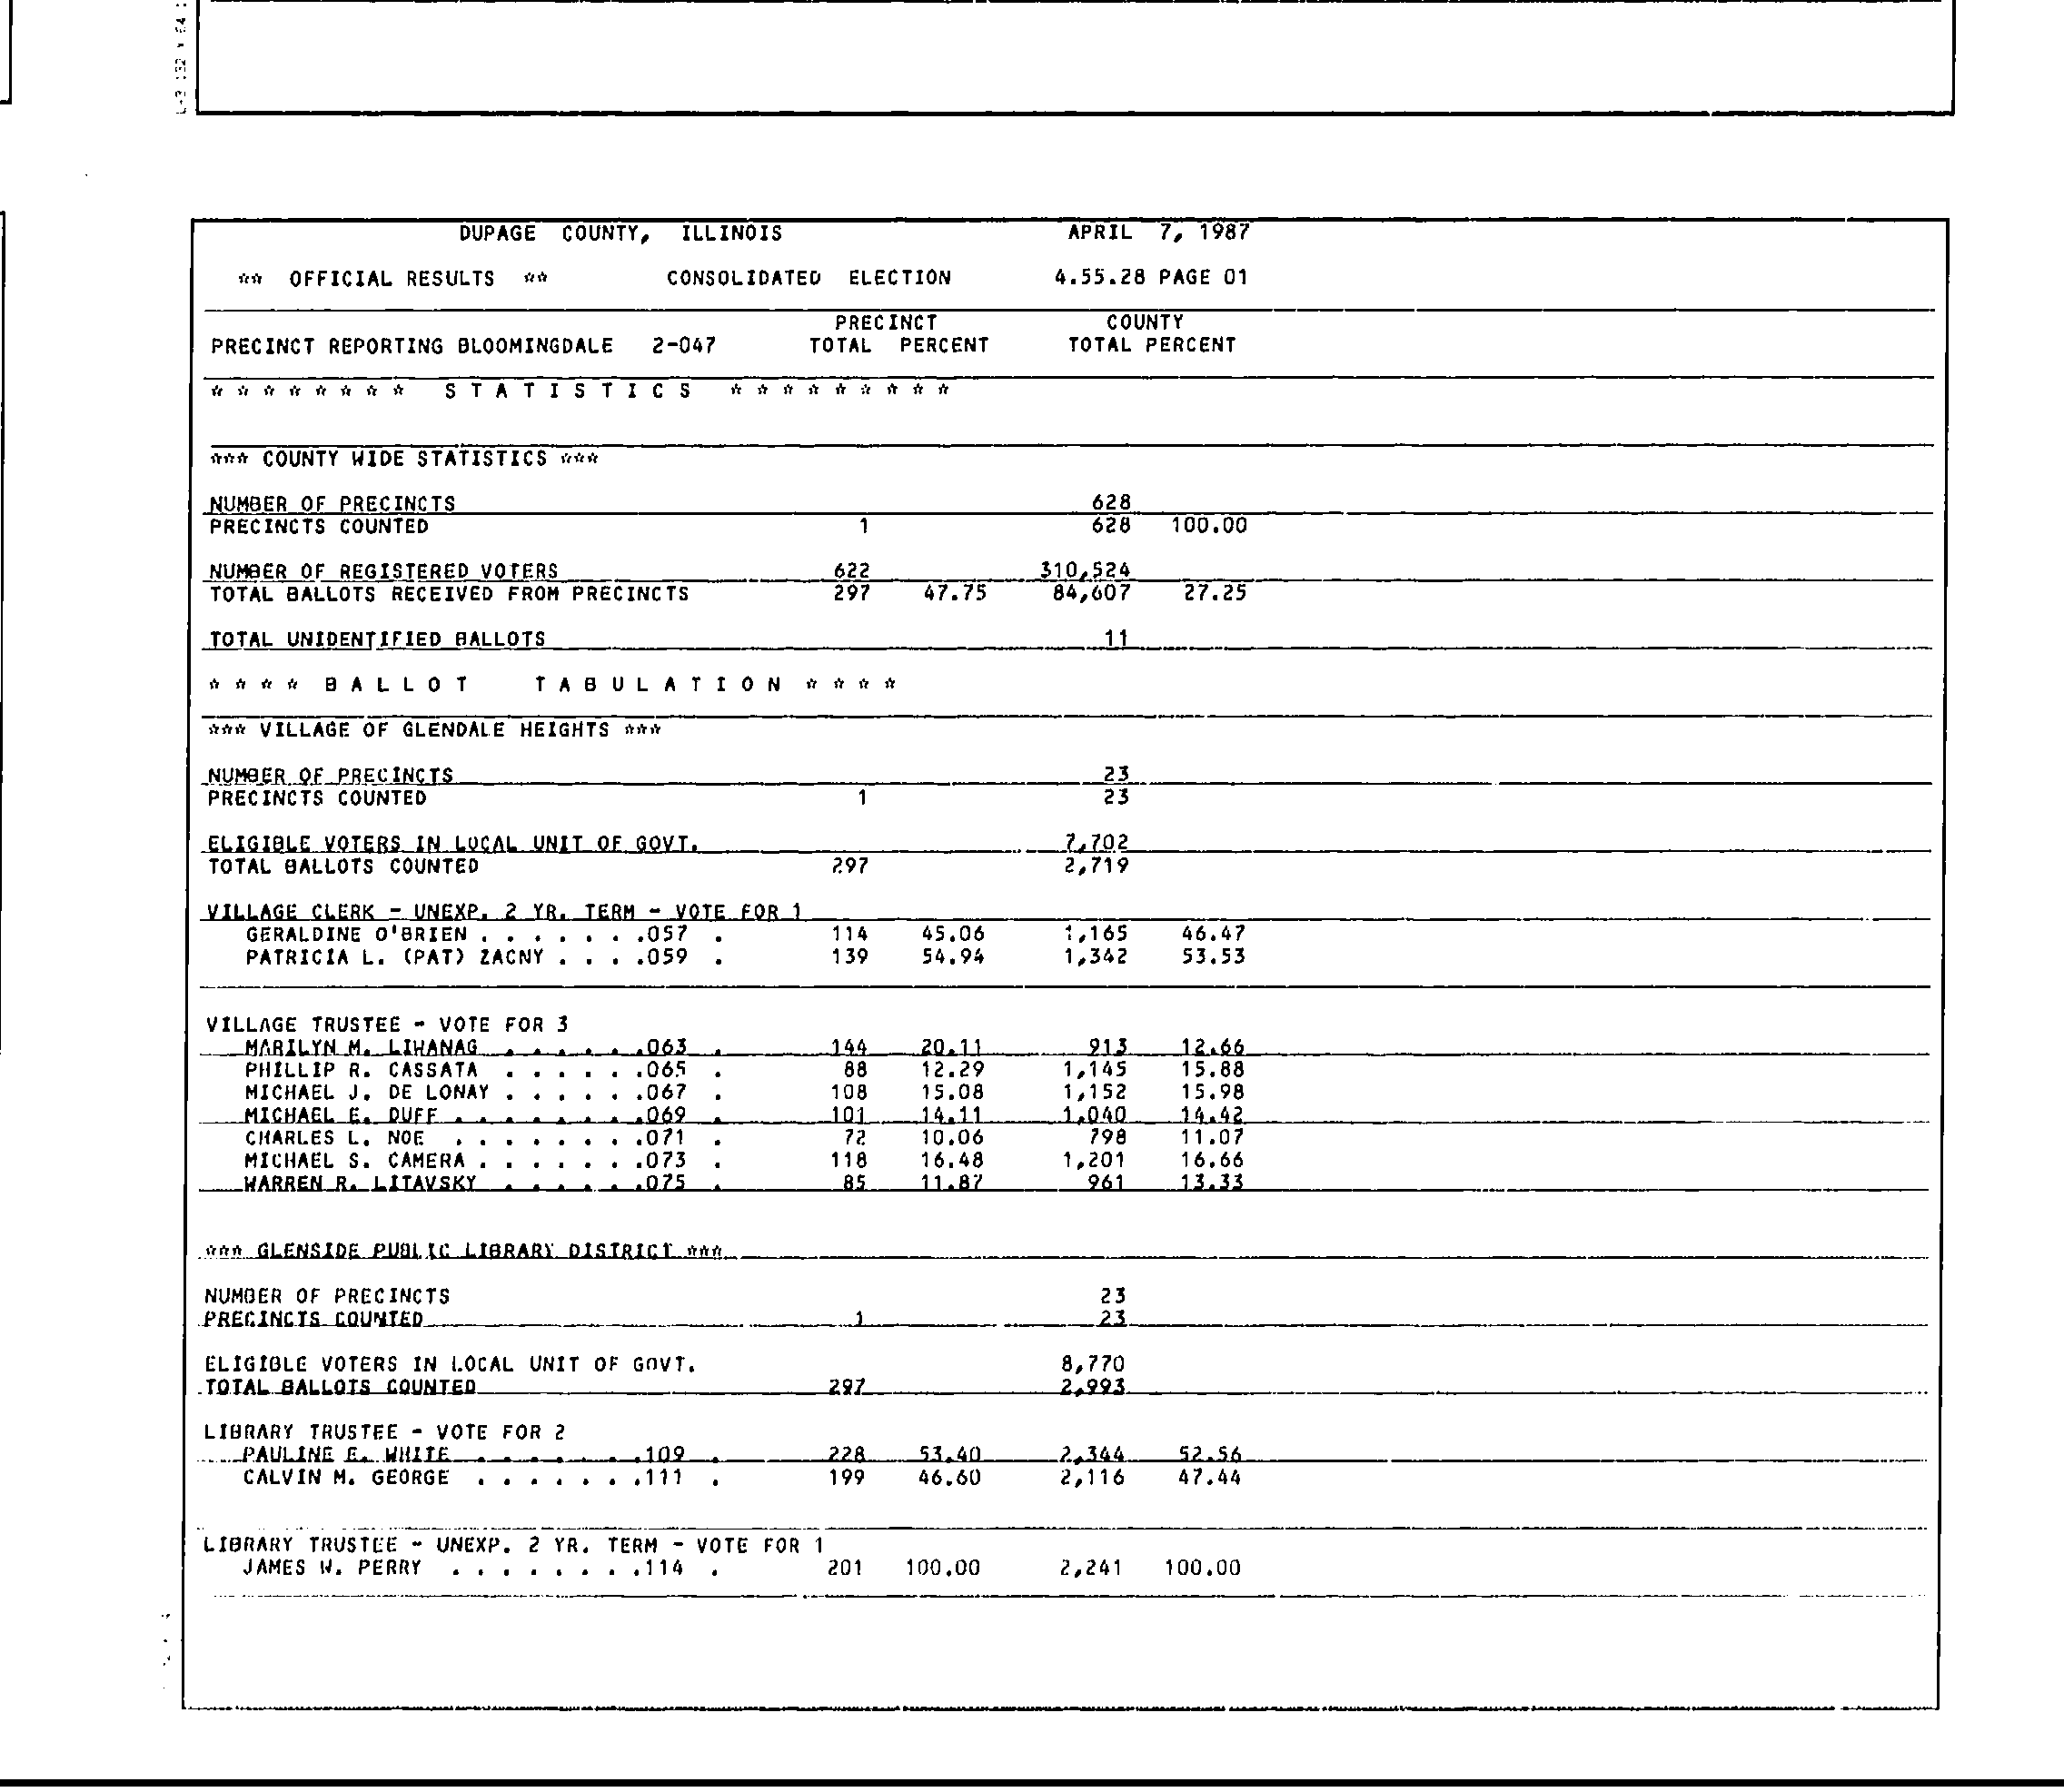 DUPAGE COUNTY, ILLINOIS APRIL 7, 1987
** OFFICIAL RESULTS ** CONSOLIDATED ELECTION 4.55.28 PAGE 01
PRECINCT COUNTY
PRECINCT REPORTING BLOOMINGDALE 2-047 TOTAL PERCENT TOTAL PERCENT
* * * * * * * * S T A T I S T I C S * * * * * * * * *
*** COUNTY WIDE STATISTICS ***
NUMBER OF PRECINCTS 628
PRECINCTS COUNTED 1 628 100.00
NUMBER OF REGISTERED VOTERS 622 310,524
TOTAL BALLOTS RECEIVED FROM PRECINCTS 297 47.75 84,607 27.25
TOTAL UNIDENTIFIED BALLOTS 11
* * * * B A L L O T T A B U L A T I O N * * * *
*** VILLAGE OF GLENDALE HEIGHTS ***
NUMBER OF PRECINCTS 23
PRECINCTS COUNTED 1 23
ELIGIBLE VOTERS IN LOCAL UNIT OF GOVT. 7,702
TOTAL BALLOTS COUNTED 297 2,719
VILLAGE CLERK - UNEXP. 2 YR. TERM - VOTE FOR 1
GERALDINE O'BRIEN . . . . . . .057 . 114 45.06 1,165 46.47
PATRICIA L. (PAT) ZACNY . . . .059 . 139 54.94 1,342 53.53
VILLAGE TRUSTEE - VOTE FOR 3
MARILYN M. LIWANAG . . . . . .063 . 144 20.11 913 12.66
PHILLIP R. CASSATA . . . . . .065 . 88 12.29 1,145 15.88
MICHAEL J. DE LONAY . . . . . .067 . 108 15.08 1,152 15.98
MICHAEL E. DUFF . . . . . . . .069 . 101 14.11 1,040 14.42
CHARLES L. NOE . . . . . . . .071 . 72 10.06 798 11.07
MICHAEL S. CAMERA . . . . . . .073 . 118 16.48 1,201 16.66
WARREN R. LITAVSKY . . . . . .075 . 85 11.87 961 13.33
*** GLENSIDE PUBLIC LIBRARY DISTRICT ***
NUMBER OF PRECINCTS 23
PRECINCTS COUNTED 1 23
ELIGIBLE VOTERS IN LOCAL UNIT OF GOVT. 8,770
TOTAL BALLOTS COUNTED 297 2,993
LIBRARY TRUSTEE - VOTE FOR 2
PAULINE E. WHITE . . . . . . .109 . 228 53.40 2,344 52.56
CALVIN M. GEORGE . . . . . . .111 . 199 46.60 2,116 47.44
LIBRARY TRUSTEE - UNEXP. 2 YR. TERM - VOTE FOR 1
JAMES W. PERRY . . . . . . . .114 . 201 100.00 2,241 100.00